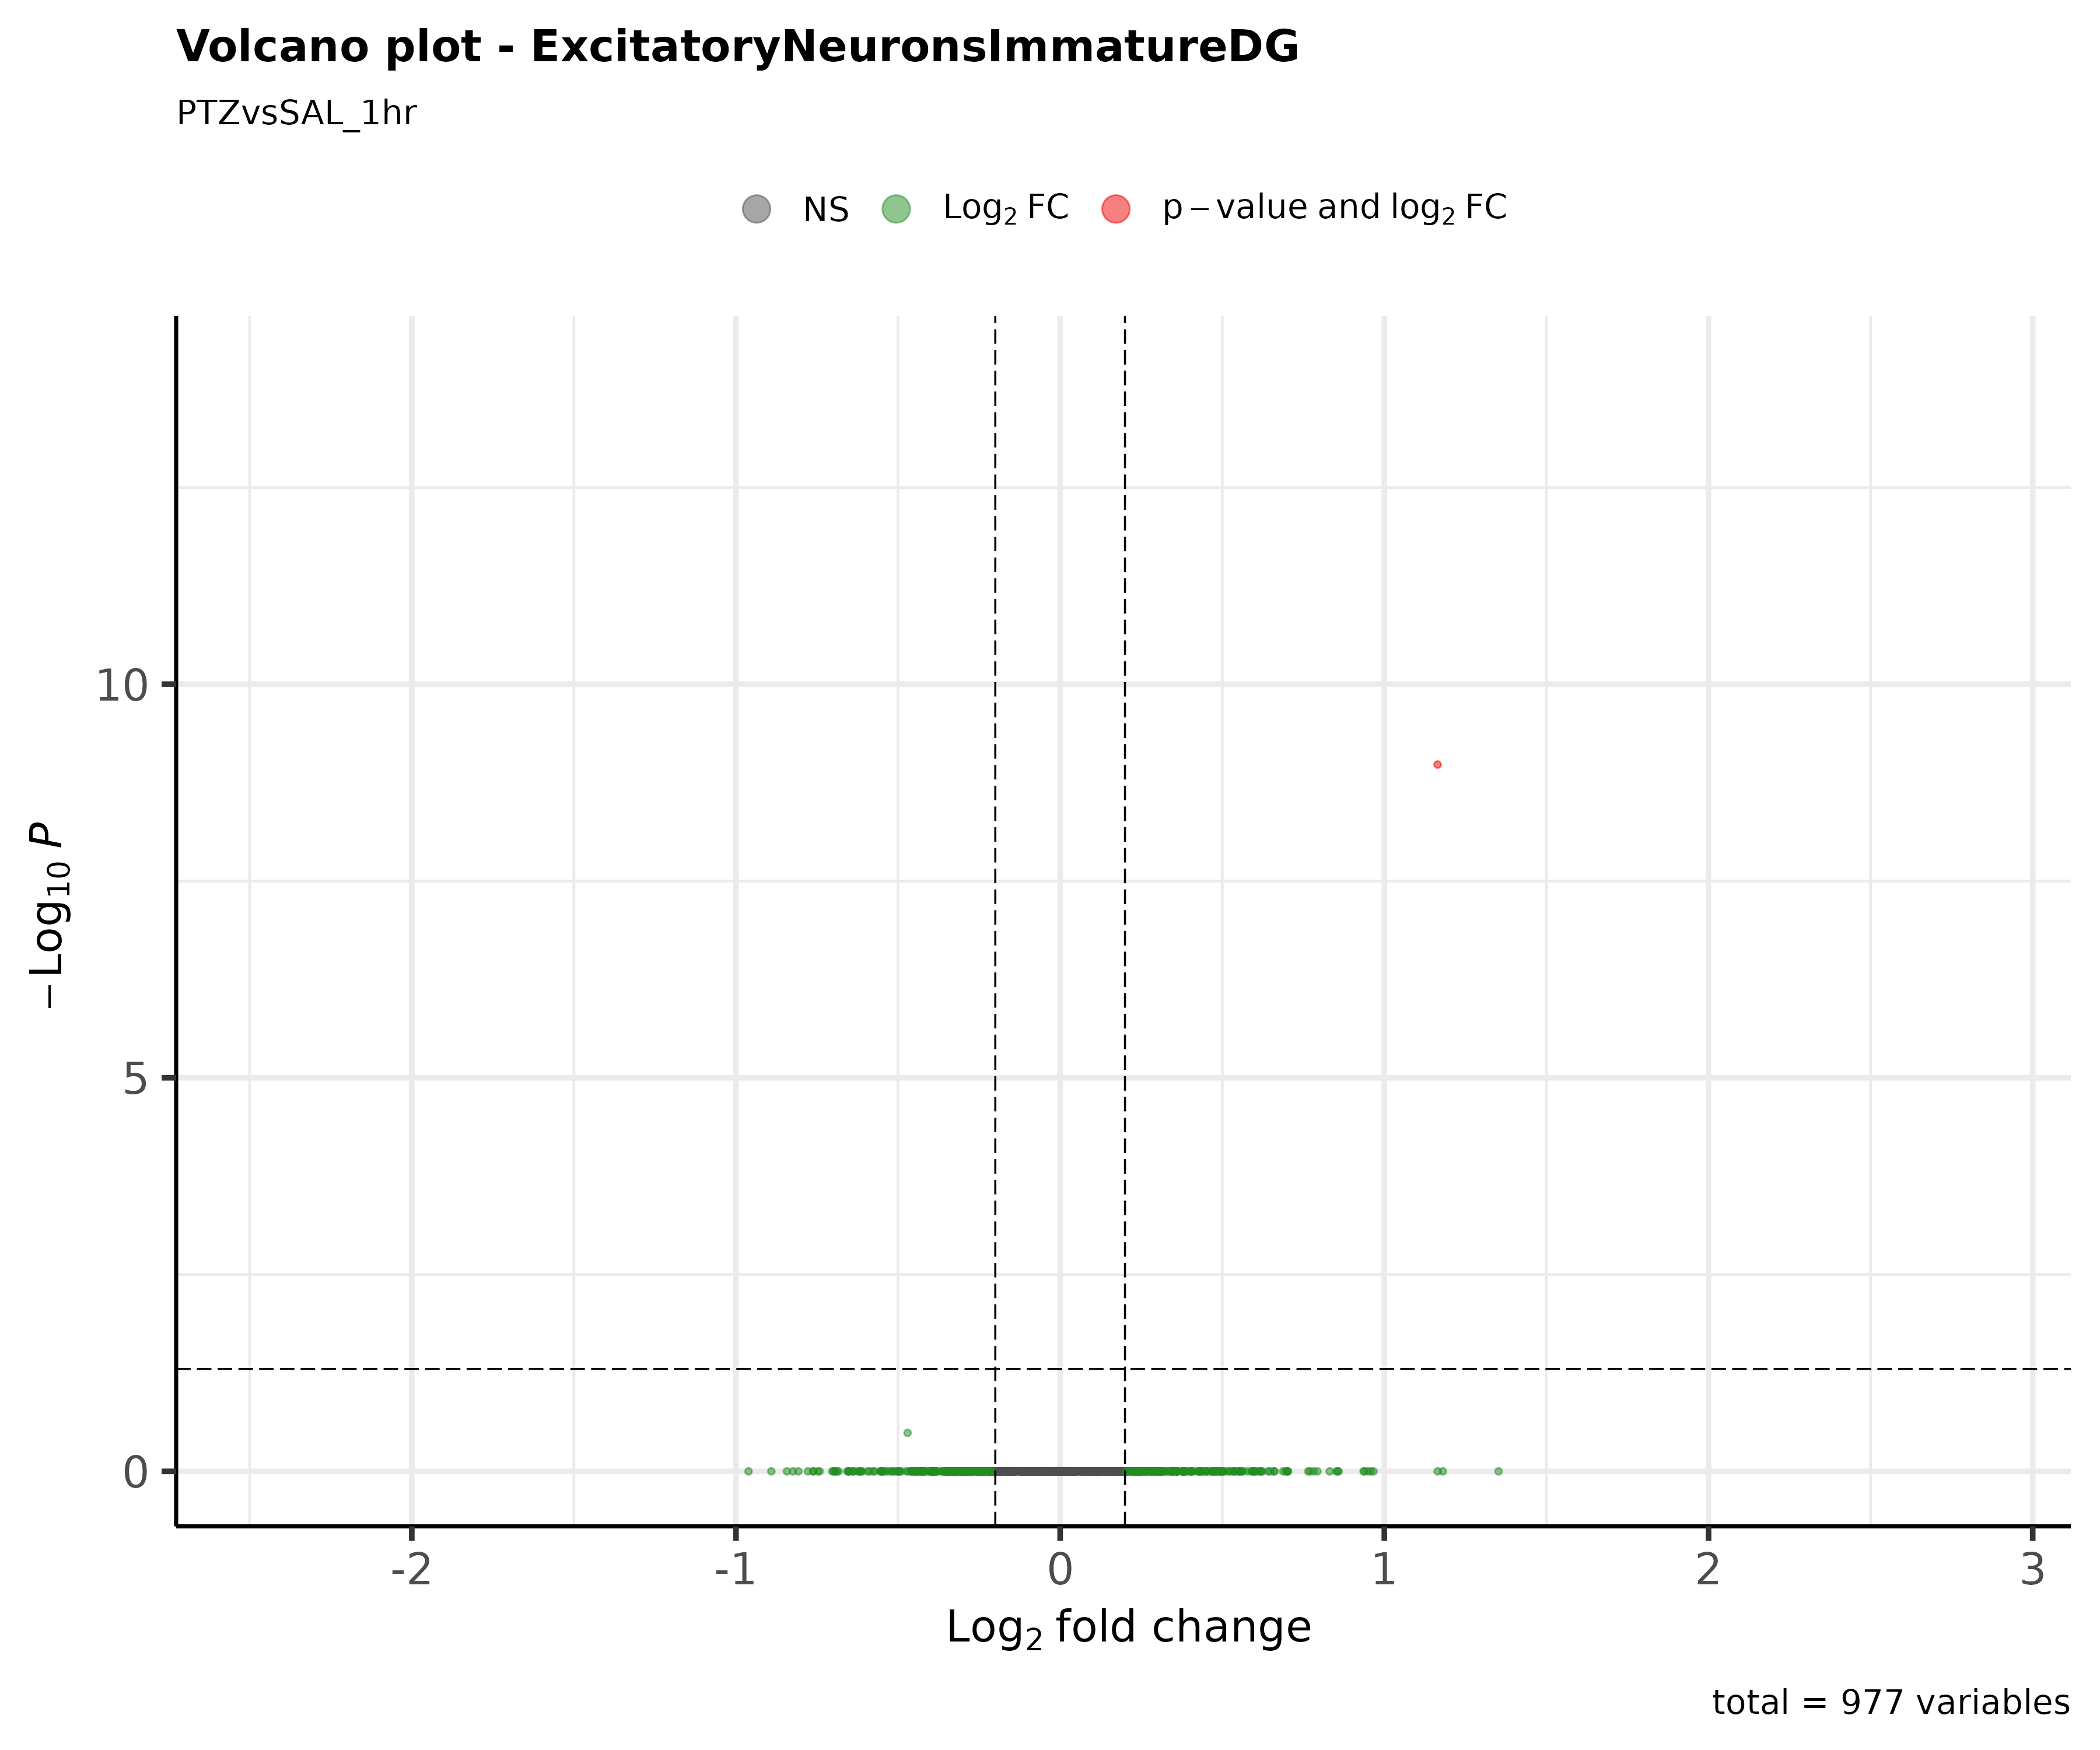 Volcano plot - ExcitatoryNeuronsImmatureDG
PTZvsSAL_1hr
NS Log₂ FC p – value and log₂ FC
10
5
0
−Log₁₀ P
-2 -1 0 1 2 3
Log₂ fold change
total = 977 variables